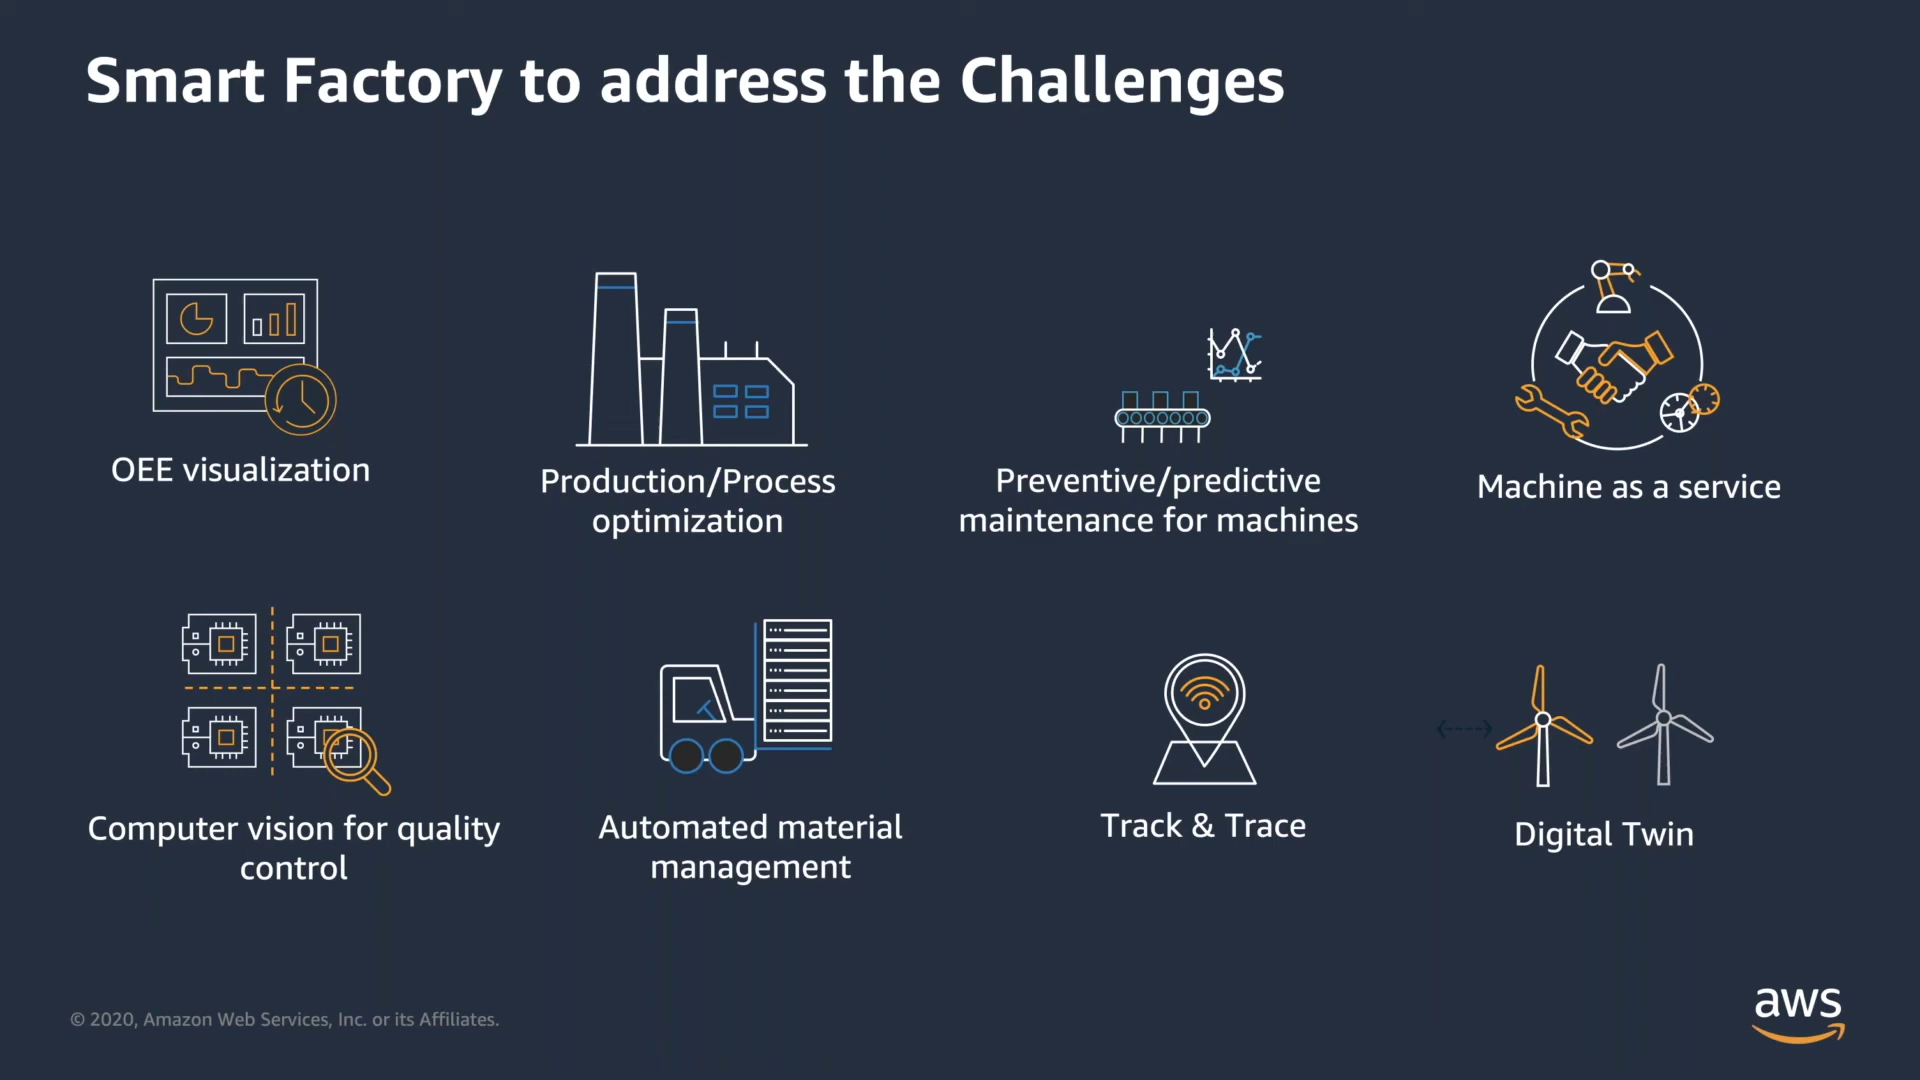 Smart Factory to address the Challenges
OEE visualization
Production/Process
optimization
Preventive/predictive
maintenance for machines
Machine as a service
Computer vision for quality
control
Automated material
management
Track & Trace
Digital Twin
© 2020, Amazon Web Services, Inc. or its Affiliates.
aws